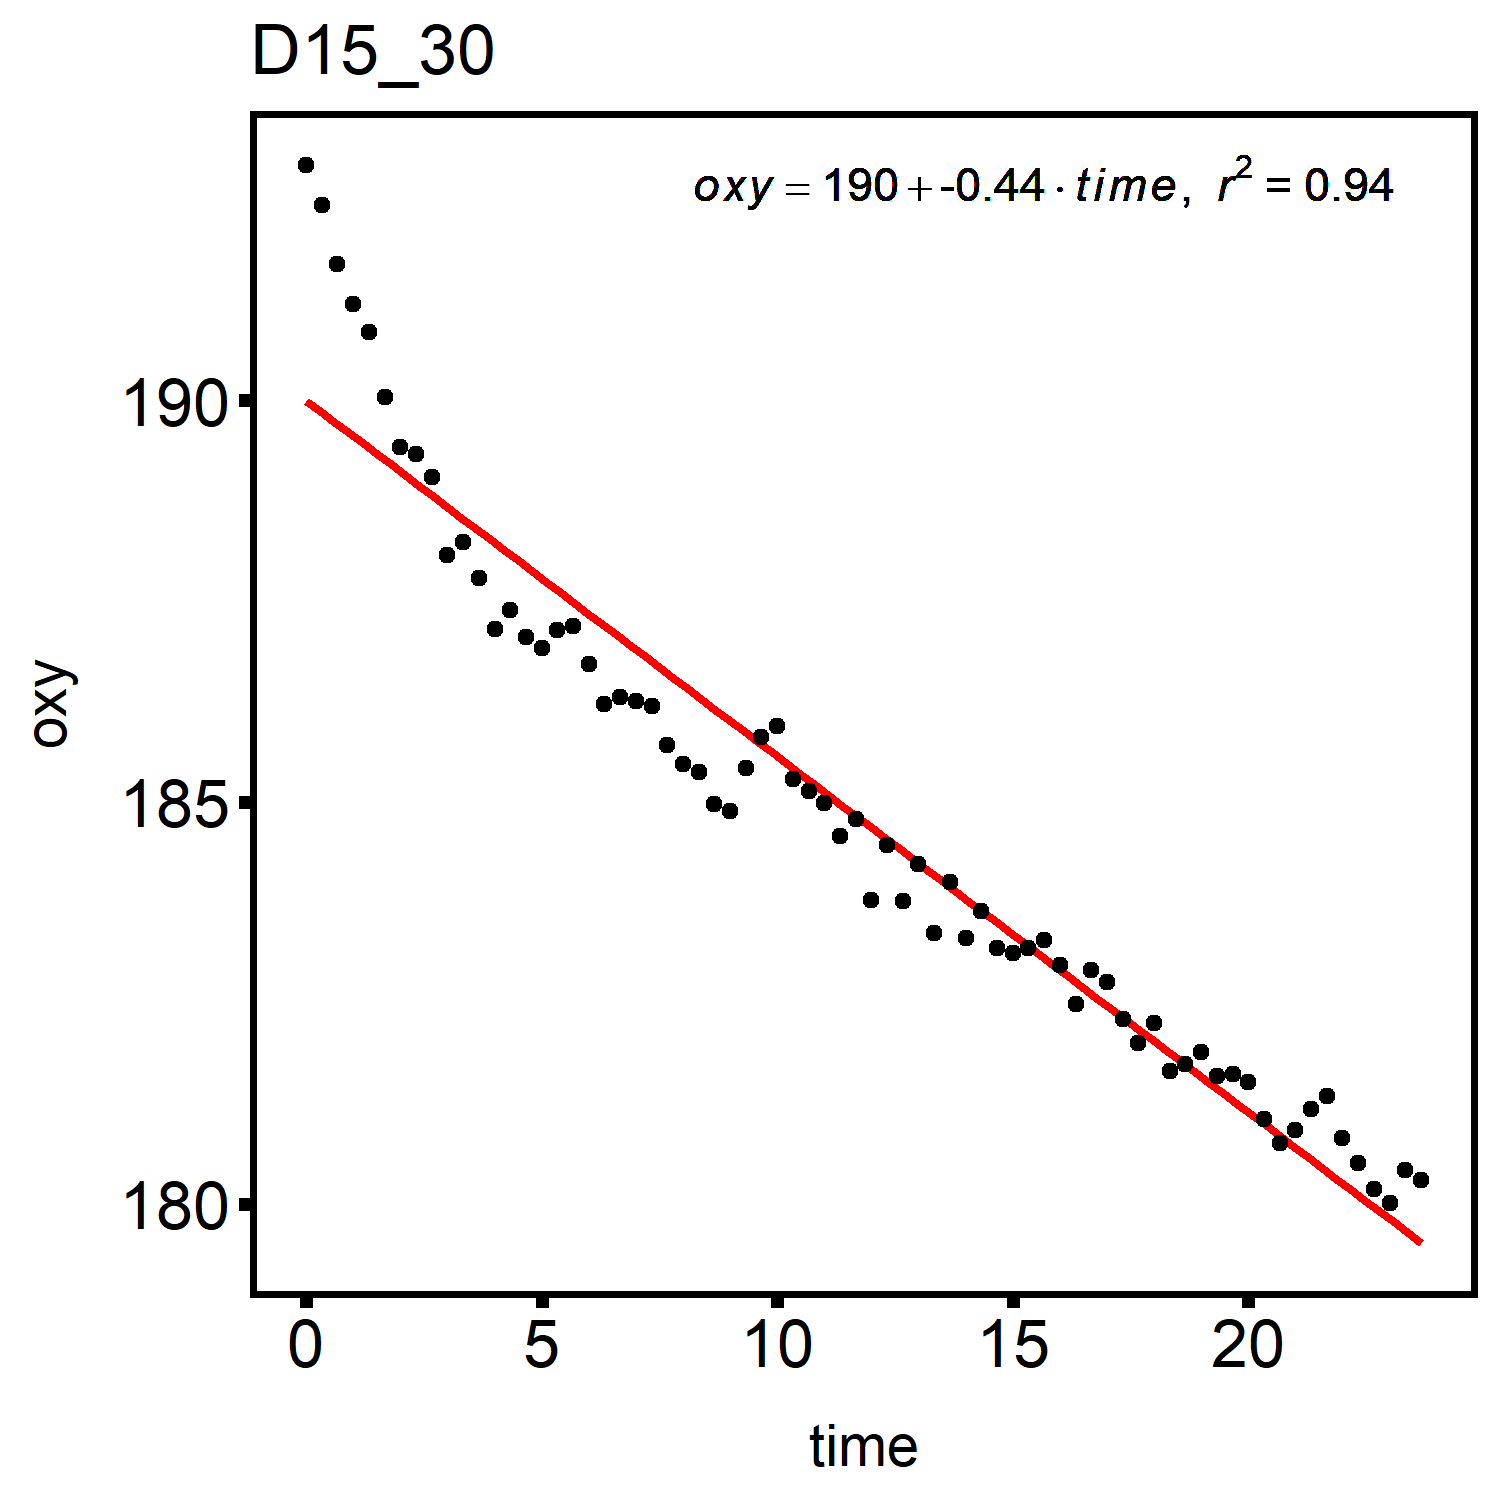 D15_30
oxy = 190 + -0.44 · time, r² = 0.94
190
185
180
oxy
0 5 10 15 20
time